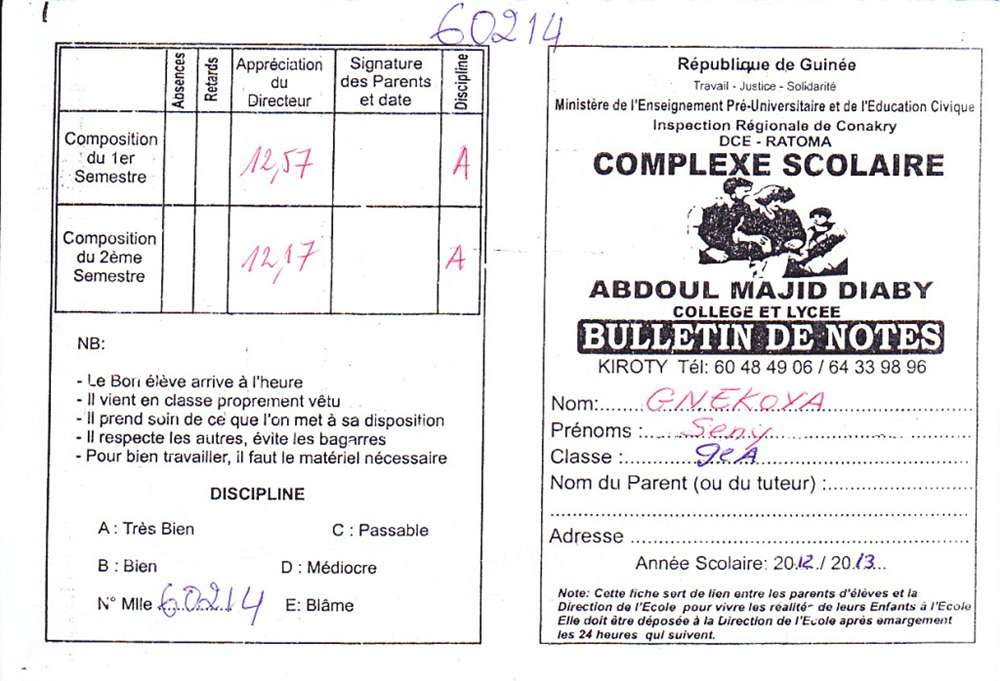 60214
Absences
Retards
Appréciation
du
Directeur
Signature
des Parents
et date
Discipline
Composition
du 1er
Semestre
12,57
A
Composition
du 2ème
Semestre
12,17
A
NB:
- Le Bon élève arrive à l'heure
- Il vient en classe proprement vêtu
- Il prend soin de ce que l'on met à sa disposition
- Il respecte les autres, évite les bagarres
- Pour bien travailler, il faut le matériel nécessaire
DISCIPLINE
A : Très Bien C : Passable
B : Bien D : Médiocre
N° Mlle 60214 E: Blâme
République de Guinée
Travail - Justice - Solidarité
Ministère de l'Enseignement Pré-Universitaire et de l'Education Civique
Inspection Régionale de Conakry
DCE - RATOMA
COMPLEXE SCOLAIRE
ABDOUL MAJID DIABY
COLLEGE ET LYCEE
BULLETIN DE NOTES
KIROTY Tél: 60 48 49 06 / 64 33 98 96
Nom:...... GNEKOYA
Prénoms :.... Seny
Classe :.......... 9eA
Nom du Parent (ou du tuteur) :......................
Adresse ......................................................
Année Scolaire: 2012 / 2013...
Note: Cette fiche sert de lien entre les parents d'élèves et la
Direction de l'Ecole pour vivre les réalités de leurs Enfants à l'Ecole
Elle doit être déposée à la Direction de l'Ecole après emargement
les 24 heures qui suivent.